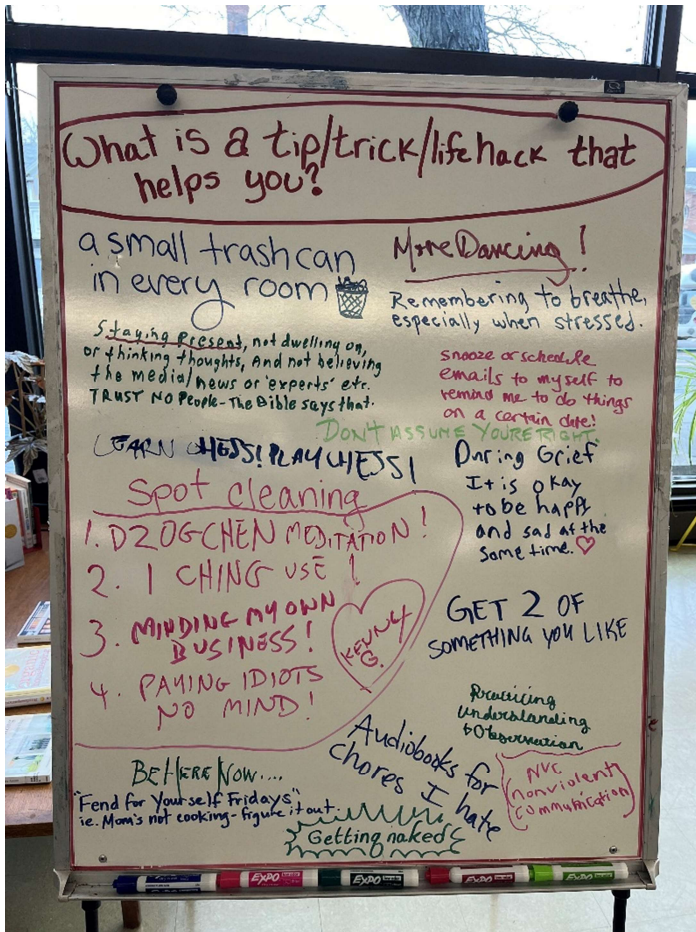 What is a tip/trick/lifehack that
helps you?
a small trash can
in every room
More Dancing!
Remembering to breathe,
especially when stressed.
Staying Present, not dwelling on,
or thinking thoughts, And not believing
the media/news or 'experts' etc.
TRUST NO People - The Bible says that.
Snooze or schedule
emails to myself to
remind me to do things
on a certain date!
DON'T ASSUME YOU'RE RIGHT
LEARN CHESS! PLAY CHESS!
During Grief
It is okay
to be happy
and sad at the
same time.
Spot cleaning
1. DZOGCHEN MEDITATION!
2. I CHING USE!
3. MINDING MY OWN
BUSINESS!
4. PAYING IDIOTS
NO MIND!
G.
GET 2 OF
SOMETHING YOU LIKE
Practicing
Understanding
& Observation
NVC
(nonviolent
communication)
Audiobooks for
chores I hate
BE HERE NOW....
"Fend for Yourself Fridays"
ie. Mom's not cooking - figure it out.
Getting naked
EXPO
EXPO
EXPO
EXPO